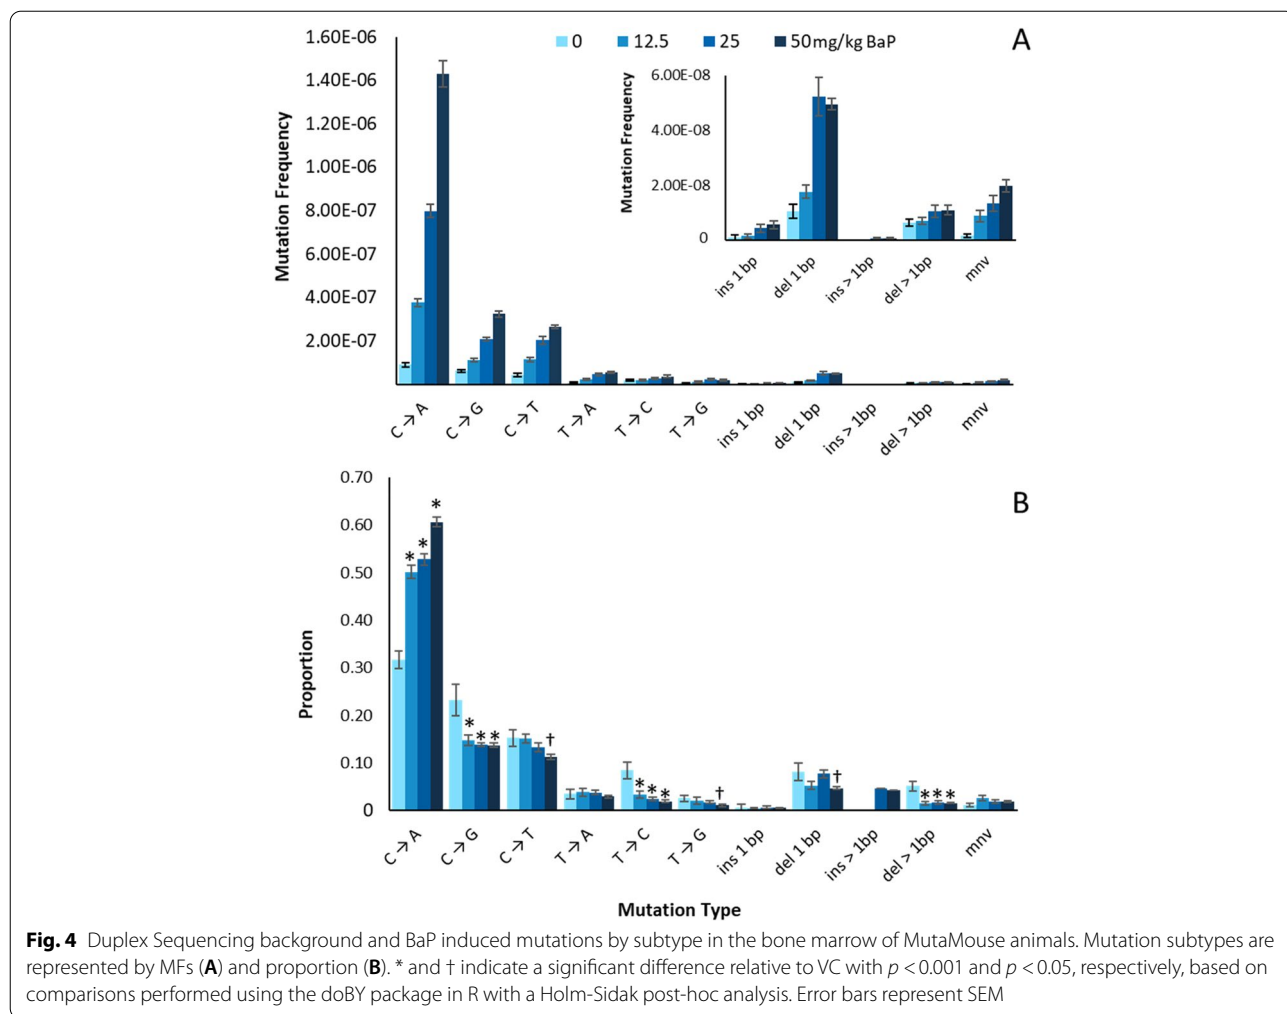 1.60E-06
1.40E-06
1.20E-06
1.00E-06
8.00E-07
6.00E-07
4.00E-07
2.00E-07
Mutation Frequency
0 12.5 25 50mg/kg BaP
A
6.00E-08
4.00E-08
2.00E-08
0
Mutation Frequency
ins 1 bp del 1 bp ins > 1bp del > 1bp mnv
C → A C → G C → T T → A T → C T → G ins 1 bp del 1 bp ins > 1bp del > 1bp mnv
B
0.70
0.60
0.50
0.40
0.30
0.20
0.10
0
Proportion
* * *
* * *
†
* * *
†
†
* * *
C → A C → G C → T T → A T → C T → G ins 1 bp del 1 bp ins > 1bp del > 1bp mnv
Mutation Type
Fig. 4 Duplex Sequencing background and BaP induced mutations by subtype in the bone marrow of MutaMouse animals. Mutation subtypes are
represented by MFs (A) and proportion (B). * and † indicate a significant difference relative to VC with p < 0.001 and p < 0.05, respectively, based on
comparisons performed using the doBY package in R with a Holm-Sidak post-hoc analysis. Error bars represent SEM